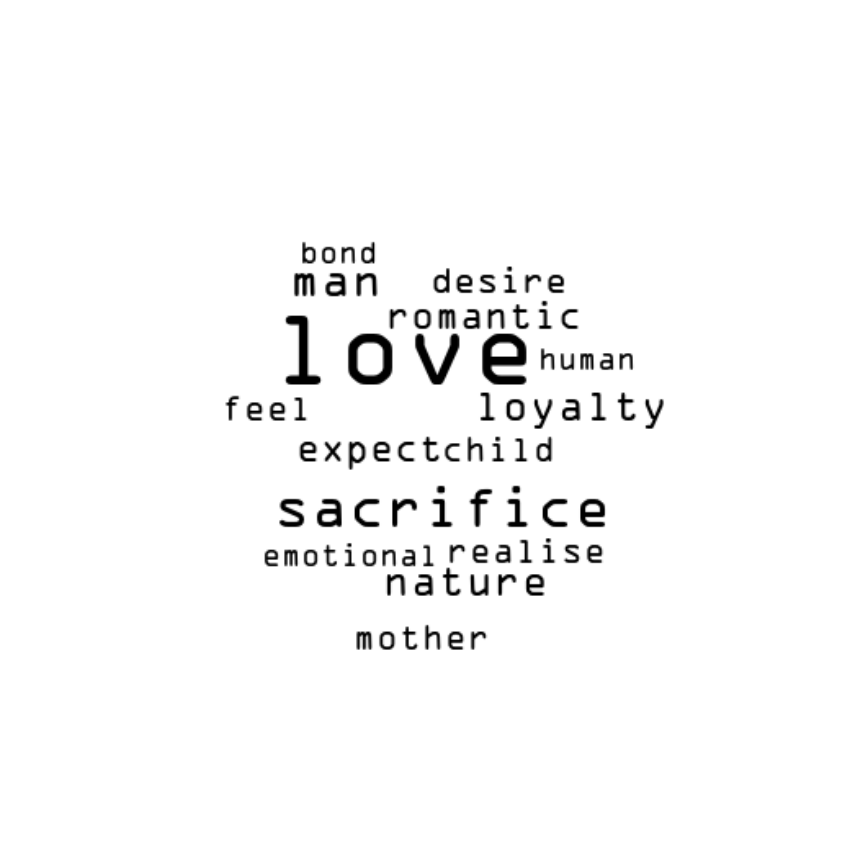 bond
man desire
romantic
love human
feel loyalty
expect child
sacrifice
emotional realise
nature
mother